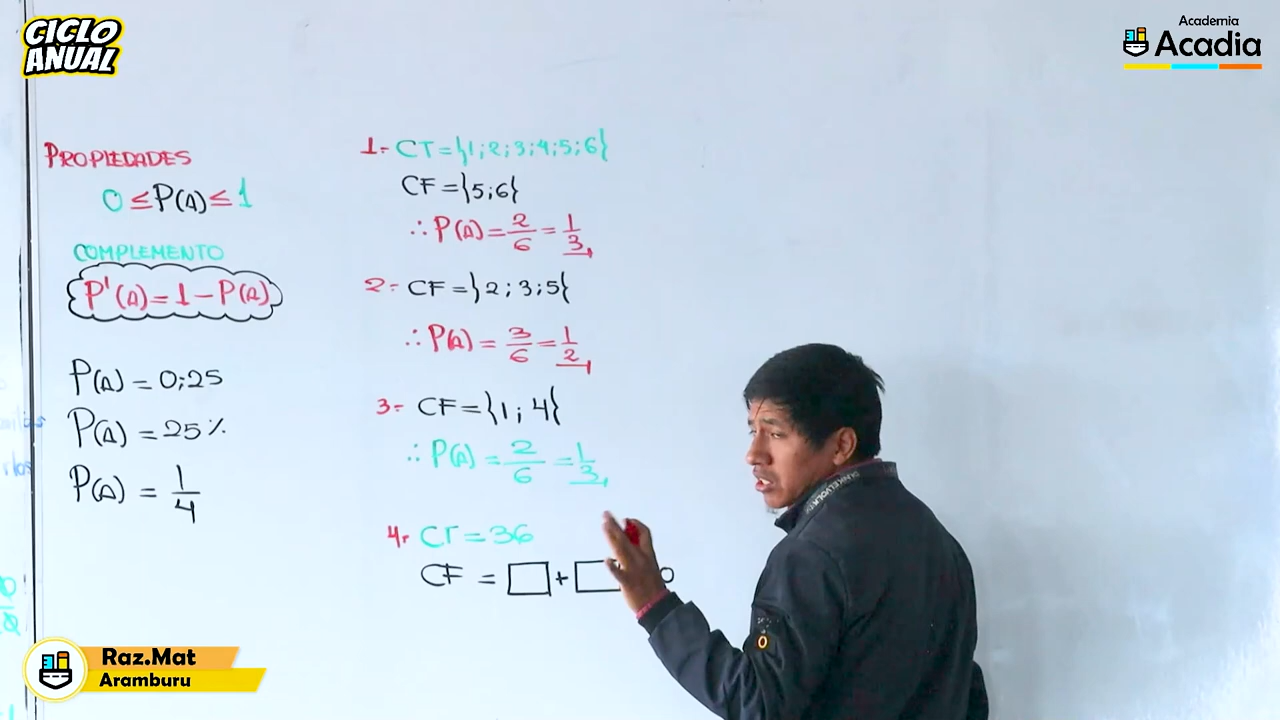 CICLO
ANUAL
Academia
Acadia
PROPIEDADES
0 ≤ P(A) ≤ 1
COMPLEMENTO
P'(A) = 1 - P(A)
P(A) = 0;25
P(A) = 25%
P(A) = 1/4
1.- CT = {1; 2; 3; 4; 5; 6}
CF = {5; 6}
∴ P(A) = 2/6 = 1/3
2.- CF = {2; 3; 5}
∴ P(A) = 3/6 = 1/2
3.- CF = {1; 4}
∴ P(A) = 2/6 = 1/3
4.- CT = 36
CF = □ + □
Raz.Mat
Aramburu